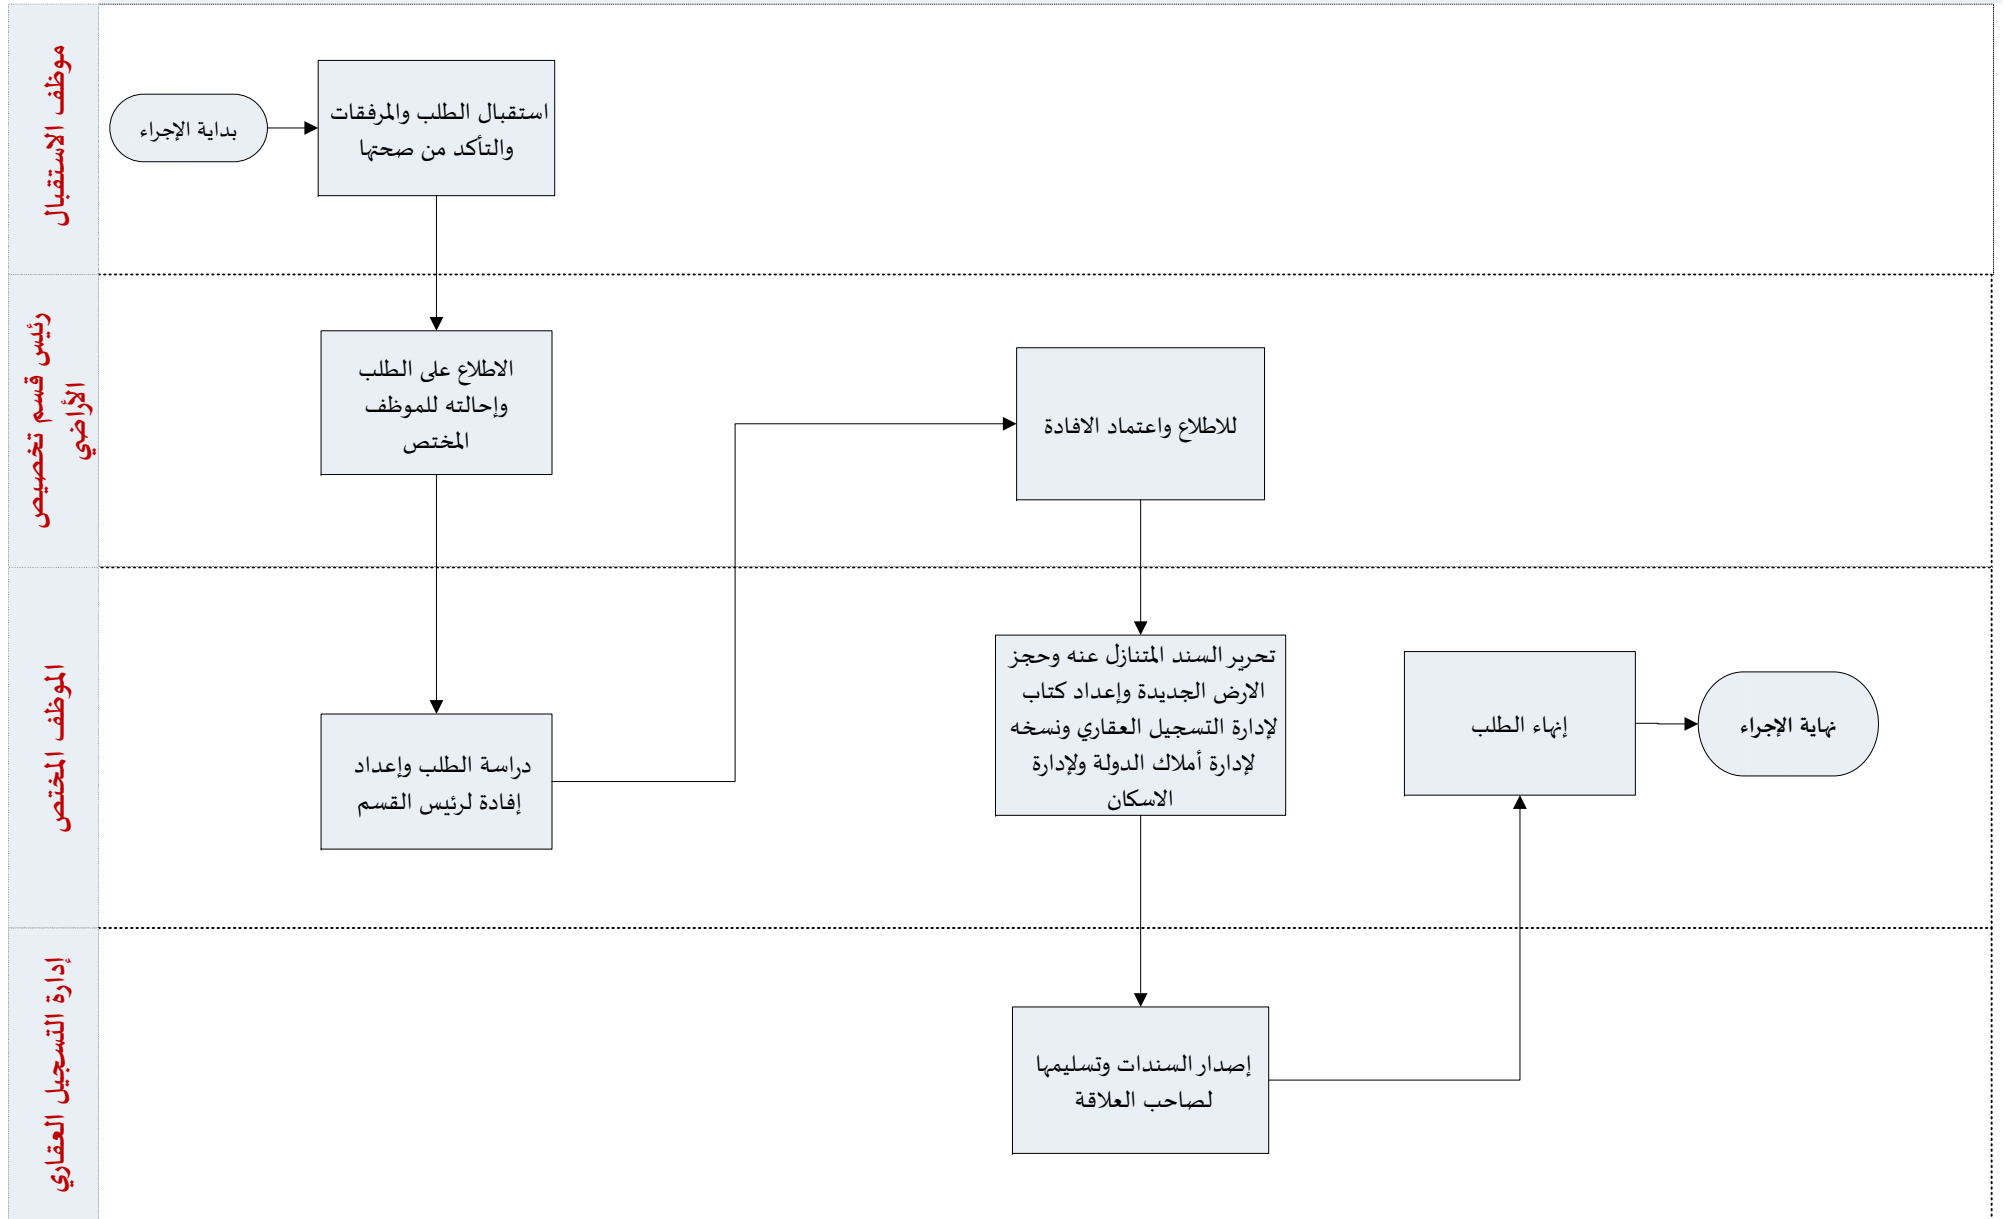 موظف الاستقبال
بداية الإجراء
استقبال الطلب والمرفقات
والتأكد من صحتها
رئيس قسم تخصيص
الأراضي
الاطلاع على الطلب
وإحالته للموظف
المختص
للاطلاع واعتماد الافادة
الموظف المختص
دراسة الطلب وإعداد
إفادة لرئيس القسم
تحرير السند المتنازل عنه وحجز
الارض الجديدة وإعداد كتاب
لإدارة التسجيل العقاري ونسخه
لإدارة أملاك الدولة ولإدارة
الاسكان
إنهاء الطلب
نهاية الإجراء
إدارة التسجيل العقاري
إصدار السندات وتسليمها
لصاحب العلاقة